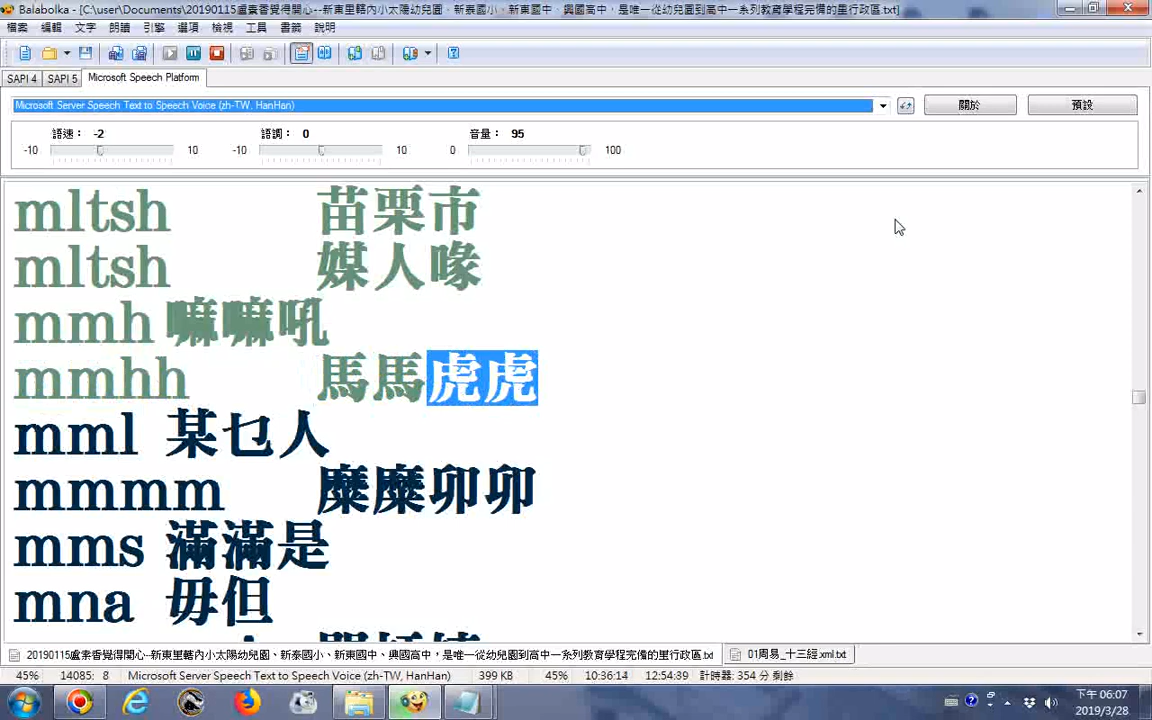 Balabolka - [C:\user\Documents\20190115盧素香覺得開心--新東里轄內小太陽幼兒園、新泰國小、新東國中、興國高中，是唯一從幼兒園到高中一系列教育學程完備的里行政區.txt]
檔案 編輯 文字 朗讀 引擎 選項 檢視 工具 書籤 說明
SAPI 4 SAPI 5 Microsoft Speech Platform
Microsoft Server Speech Text to Speech Voice (zh-TW, HanHan) 關於 預設
語速： -2 語調： 0 音量： 95
-10 10 -10 10 0 100
mltsh 苗栗市
mltsh 媒人喙
mmh 嘛嘛吼
mmhh 馬馬虎虎
mml 某乜人
mmmm 糜糜卯卯
mms 滿滿是
mna 毋但
20190115盧素香覺得開心--新東里轄內小太陽幼兒園、新泰國小、新東國中、興國高中，是唯一從幼兒園到高中一系列教育學程完備的里行政區.txt 01周易_十三經.txt
45% 14085: 8 Microsoft Server Speech Text to Speech Voice (zh-TW, HanHan) 399 KB 45% 10:36:14 12:54:39 計時器: 354 分 剩餘
下午 06:07
2019/3/28